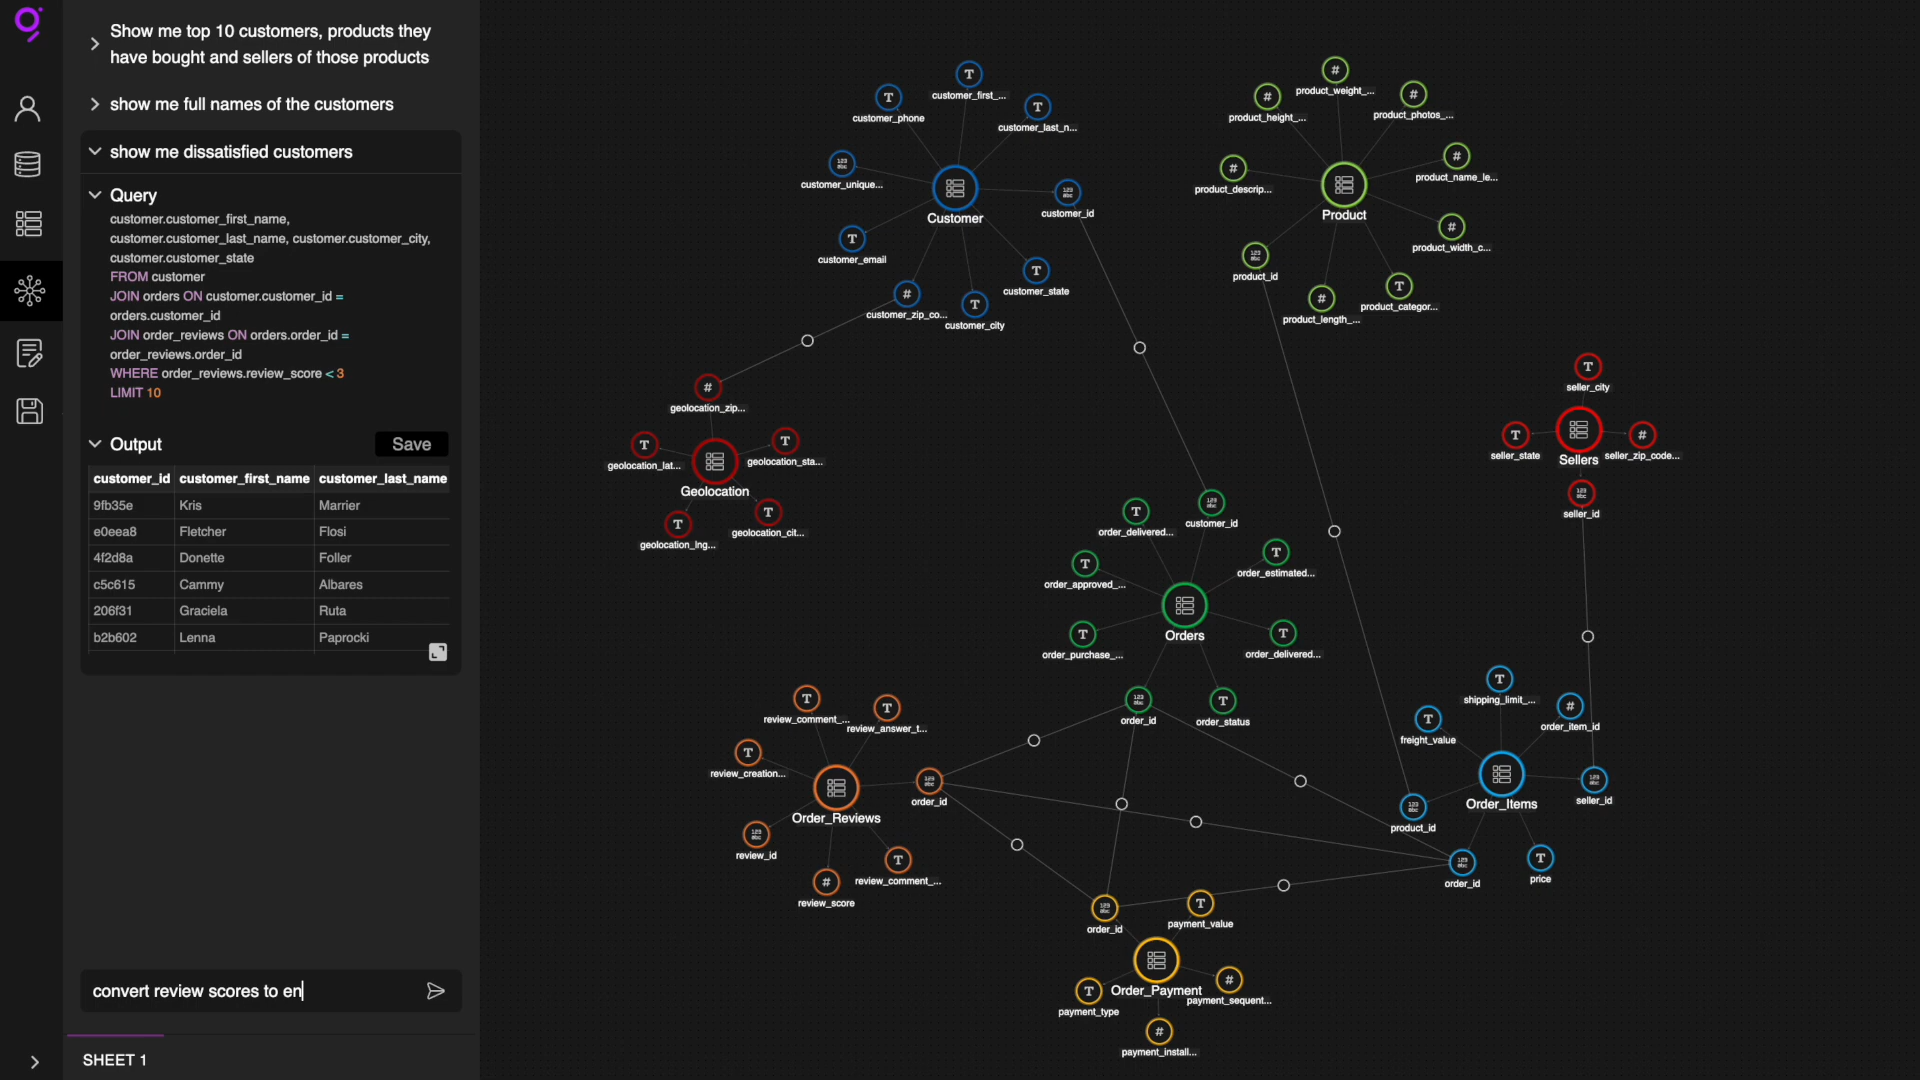 Show me top 10 customers, products they
have bought and sellers of those products
show me full names of the customers
show me dissatisfied customers
Query
customer.customer_first_name,
customer.customer_last_name, customer.customer_city,
customer.customer_state
FROM customer
JOIN orders ON customer.customer_id =
orders.customer_id
JOIN order_reviews ON orders.order_id =
order_reviews.order_id
WHERE order_reviews.review_score < 3
LIMIT 10
Output
Save
customer_id customer_first_name customer_last_name
9fb35e Kris Marrier
e0eea8 Fletcher Flosi
4f2d8a Donette Foller
c5c615 Cammy Albares
206f31 Graciela Ruta
b2b602 Lenna Paprocki
convert review scores to en
SHEET 1
customer_first_...
customer_phone
customer_last_n...
customer_unique...
customer_id
Customer
customer_email
customer_state
customer_zip_co...
customer_city
product_weight_...
product_height_...
product_photos_...
product_name_le...
product_descrip...
Product
product_width_c...
product_id
product_categor...
product_length_...
geolocation_zip...
geolocation_lat...
geolocation_sta...
Geolocation
geolocation_cit...
geolocation_lng...
seller_city
seller_state
Sellers
seller_zip_code...
seller_id
order_delivered...
customer_id
order_approved_...
order_estimated...
Orders
order_purchase_...
order_delivered...
order_id
order_status
review_comment_...
review_answer_t...
review_creation...
order_id
Order_Reviews
review_id
review_comment_...
review_score
shipping_limit_...
order_item_id
freight_value
Order_Items
seller_id
product_id
order_id
price
order_id
payment_value
Order_Payment
payment_type
payment_sequent...
payment_install...